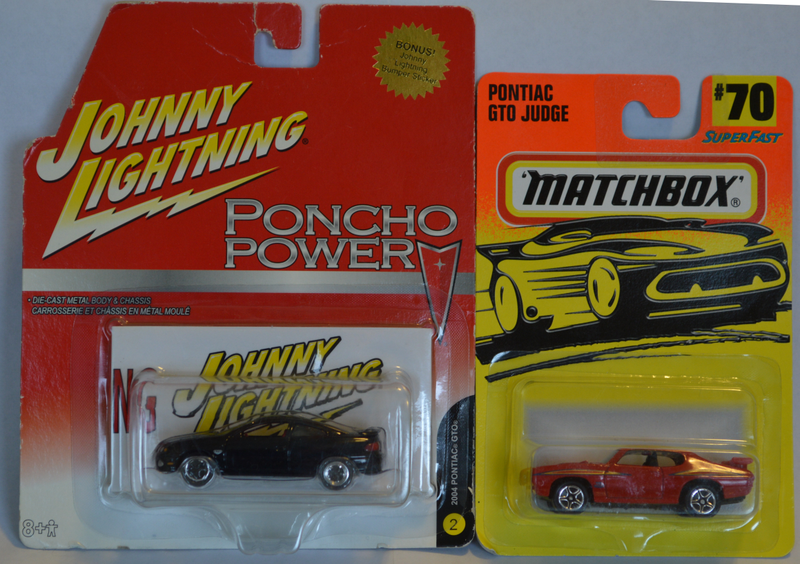 JOHNNY
LIGHTNING®
PONCHO
POWER
BONUS!
Johnny
Lightning
Bumper Sticker
• DIE-CAST METAL BODY & CHASSIS
CARROSSERIE ET CHÂSSIS EN MÉTAL MOULÉ
JOHNNY
LIGHTNING
2004 PONTIAC® GTO®
2
8+
PONTIAC
GTO JUDGE
#70
SUPERFAST
'MATCHBOX'®